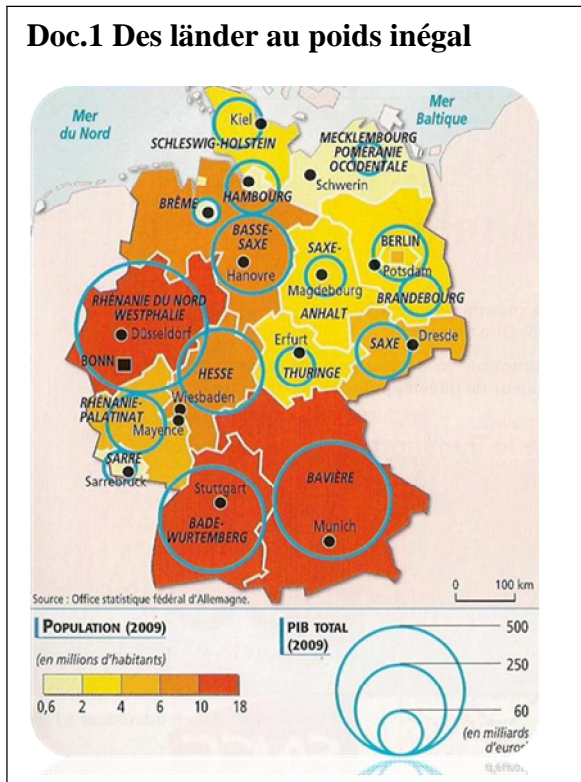 Doc.1 Des länder au poids inégal
Mer
du Nord
Mer
Baltique
Kiel
SCHLESWIG-HOLSTEIN
MECKLEMBOURG
POMÉRANIE
OCCIDENTALE
Schwerin
HAMBOURG
BRÊME
BASSE-
SAXE
Hanovre
SAXE-
Magdebourg
ANHALT
BERLIN
Potsdam
BRANDEBOURG
RHÉNANIE DU NORD
WESTPHALIE
Düsseldorf
BONN
HESSE
Erfurt
THURINGE
SAXE
Dresde
RHÉNANIE-
PALATINAT
Wiesbaden
Mayence
SARRE
Sarrebruck
Stuttgart
BADE-
WURTEMBERG
BAVIÈRE
Munich
0 100 km
Source : Office statistique fédéral d'Allemagne.
POPULATION (2009)
(en millions d'habitants)
0,6 2 4 6 10 18
PIB TOTAL
(2009)
500
250
60
(en milliards
d'euros)